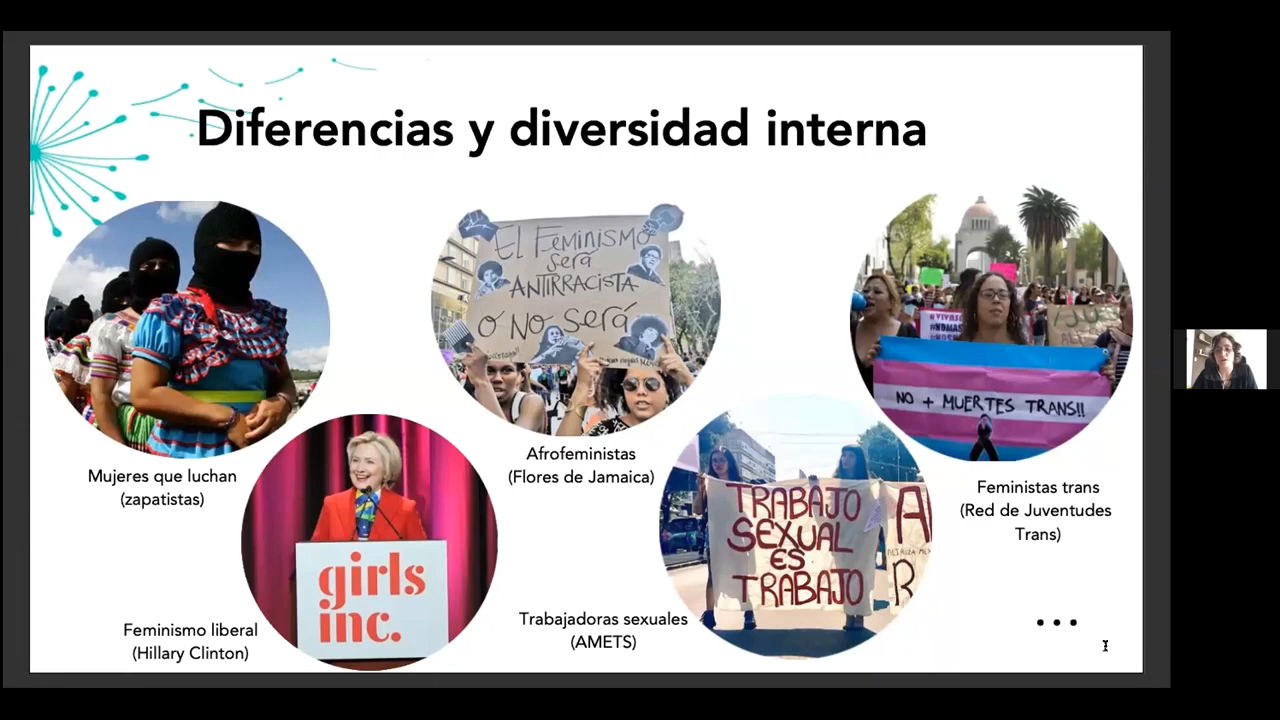 Diferencias y diversidad interna
El FEMINISMO
será
ANTIRRACISTA
O NO Será
NO + MUERTES TRANS!!
Mujeres que luchan
(zapatistas)
Afrofeministas
(Flores de Jamaica)
Feministas trans
(Red de Juventudes
Trans)
girls
inc.
TRABAJO
SEXUAL
ES
TRABAJO
A
R
Feminismo liberal
(Hillary Clinton)
Trabajadoras sexuales
(AMETS)
...